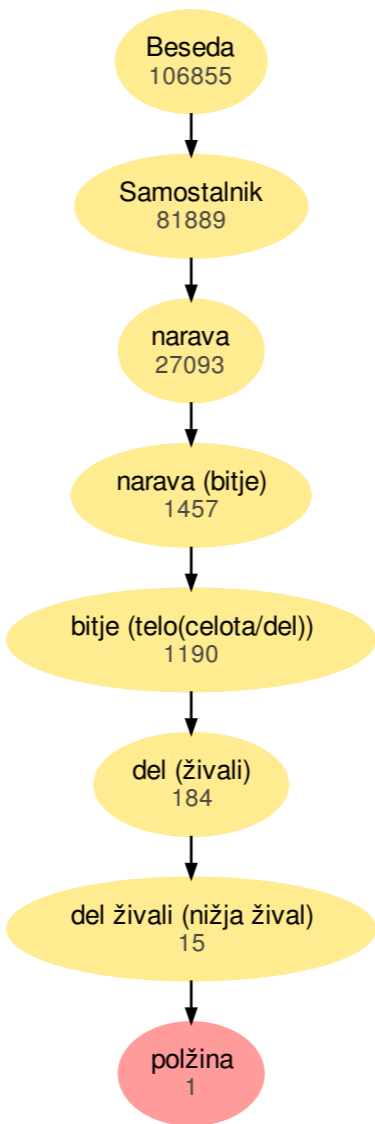 Beseda
106855
Samostalnik
81889
narava
27093
narava (bitje)
1457
bitje (telo(celota/del))
1190
del (živali)
184
del živali (nižja žival)
15
polžina
1